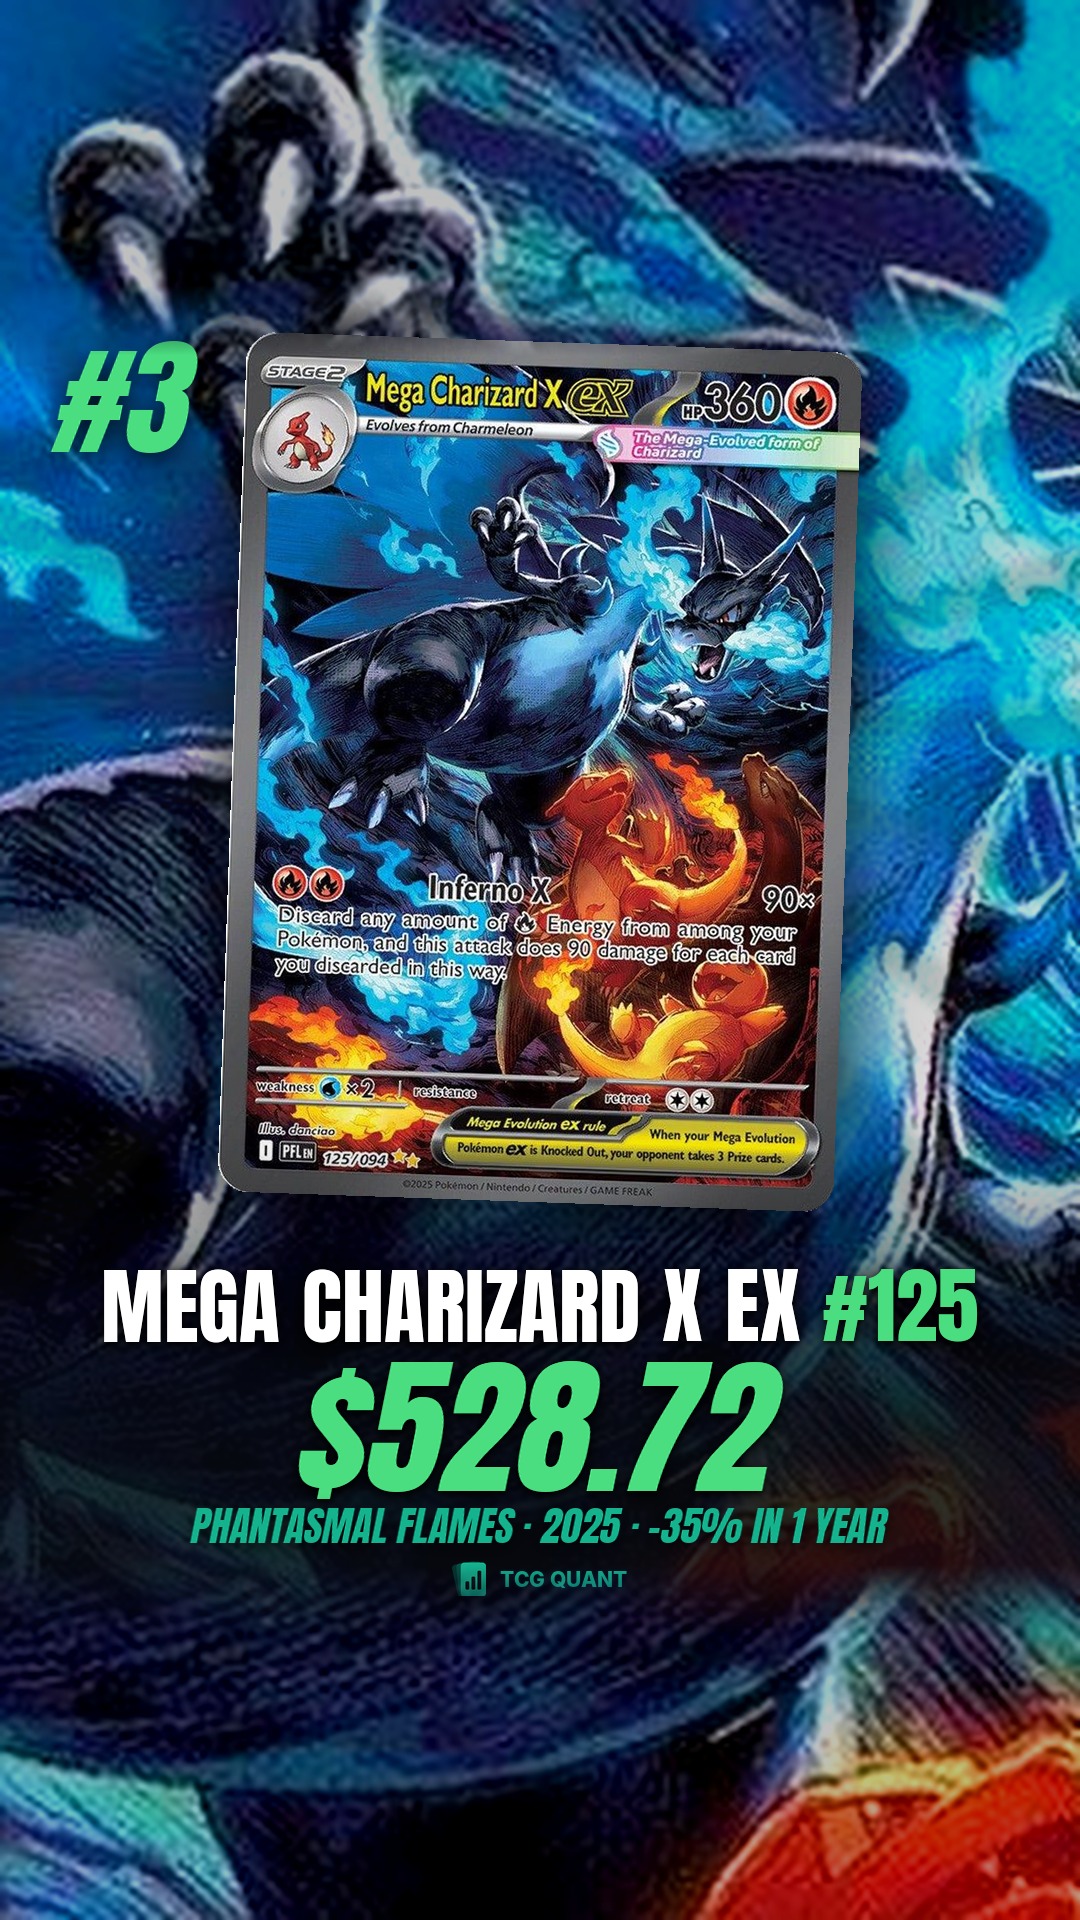 #3
STAGE2
Mega Charizard X ex
HP 360
Evolves from Charmeleon
The Mega-Evolved form of
Charizard
Inferno X 90×
Discard any amount of Energy from among your
Pokémon, and this attack does 90 damage for each card
you discarded in this way.
weakness ×2 resistance retreat
Illus. danciao
Mega Evolution ex rule When your Mega Evolution
Pokémon ex is Knocked Out, your opponent takes 3 Prize cards.
I PFL EN 125/094
©2025 Pokémon / Nintendo / Creatures / GAME FREAK
MEGA CHARIZARD X EX #125
$528.72
PHANTASMAL FLAMES · 2025 · -35% IN 1 YEAR
TCG QUANT